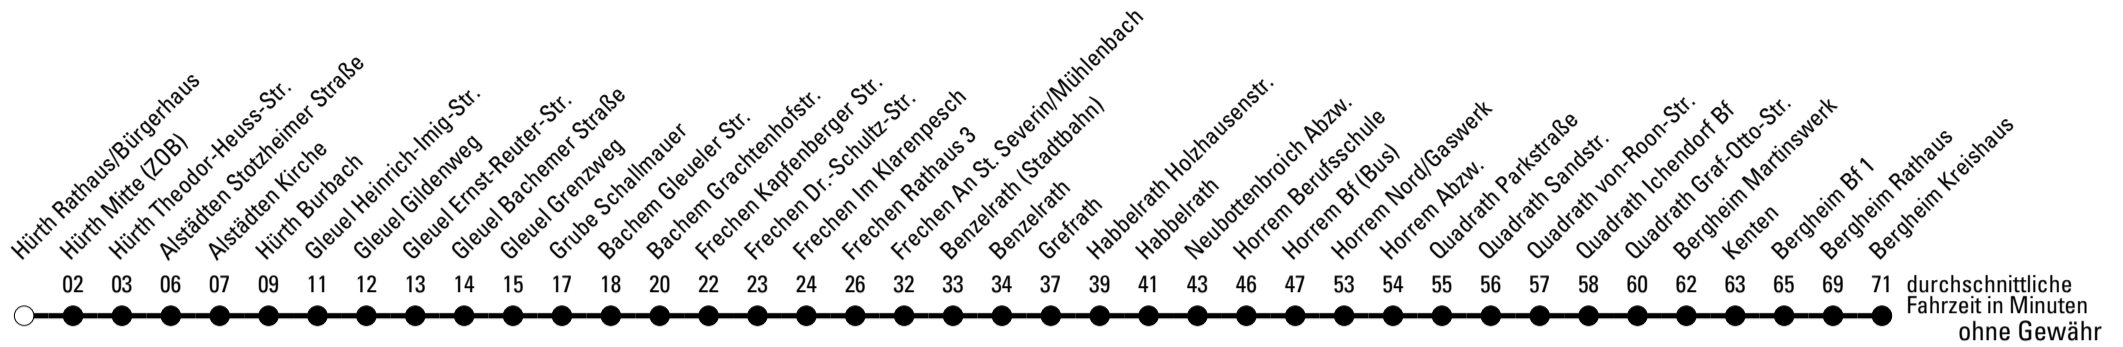 Hürth Rathaus/Bürgerhaus
Hürth Mitte (ZOB)
Hürth Theodor-Heuss-Str.
Alstädten Stotzheimer Straße
Alstädten Kirche
Hürth Burbach
Gleuel Heinrich-Imig-Str.
Gleuel Gildenweg
Gleuel Ernst-Reuter-Str.
Gleuel Bachemer Straße
Gleuel Grenzweg
Grube Schallmauer
Bachem Gleueler Str.
Bachem Grachtenhofstr.
Frechen Kapfenberger Str.
Frechen Dr.-Schultz-Str.
Frechen Im Klarenpesch
Frechen Rathaus 3
Frechen An St. Severin/Mühlenbach
Benzelrath (Stadtbahn)
Benzelrath
Grefrath
Habbelrath Holzhausenstr.
Habbelrath
Neubottenbroich Abzw.
Horrem Berufsschule
Horrem Bf (Bus)
Horrem Nord/Gaswerk
Horrem Abzw.
Quadrath Parkstraße
Quadrath Sandstr.
Quadrath von-Roon-Str.
Quadrath Ichendorf Bf
Quadrath Graf-Otto-Str.
Bergheim Martinswerk
Kenten
Bergheim Bf 1
Bergheim Rathaus
Bergheim Kreishaus
02 03 06 07 09 11 12 13 14 15 17 18 20 22 23 24 26 32 33 34 37 39 41 43 46 47 53 54 55 56 57 58 60 62 63 65 69 71
durchschnittliche
Fahrzeit in Minuten
ohne Gewähr